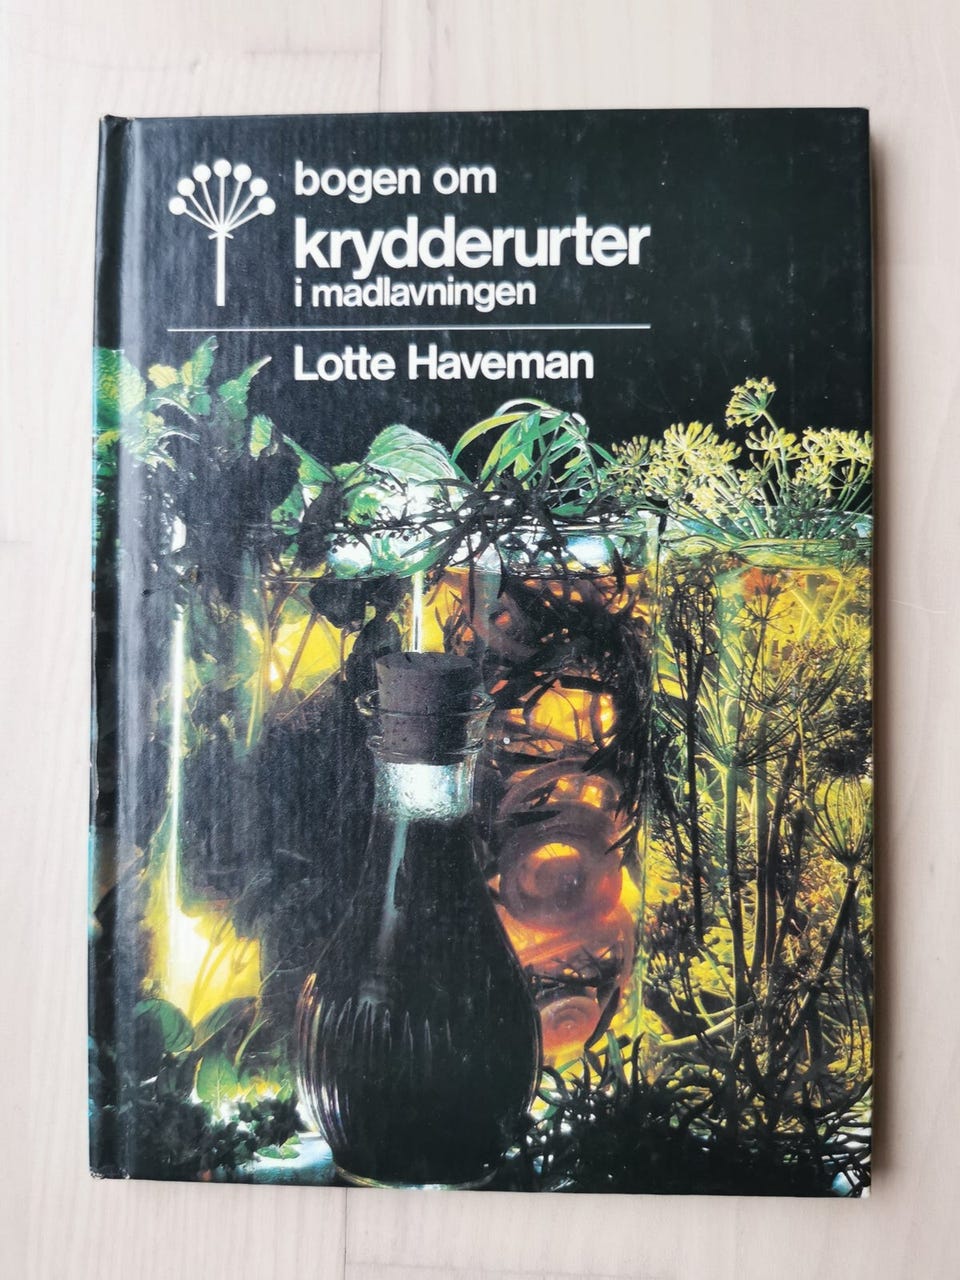 bogen om
krydderurter
i madlavningen
Lotte Haveman